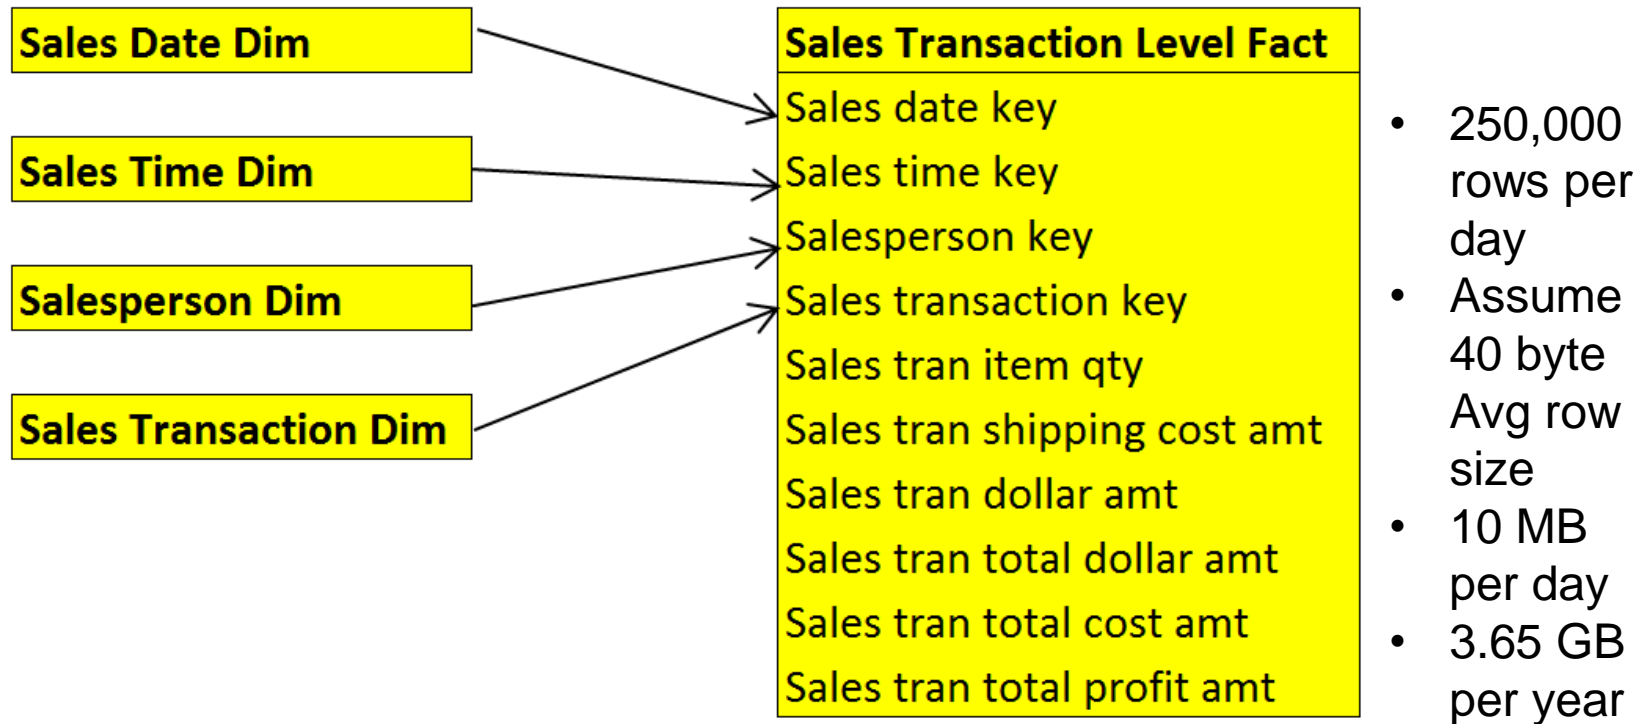 Sales Date Dim
Sales Time Dim
Salesperson Dim
Sales Transaction Dim
Sales Transaction Level Fact
Sales date key
Sales time key
Salesperson key
Sales transaction key
Sales tran item qty
Sales tran shipping cost amt
Sales tran dollar amt
Sales tran total dollar amt
Sales tran total cost amt
Sales tran total profit amt
• 250,000
rows per
day
• Assume
40 byte
Avg row
size
• 10 MB
per day
• 3.65 GB
per year